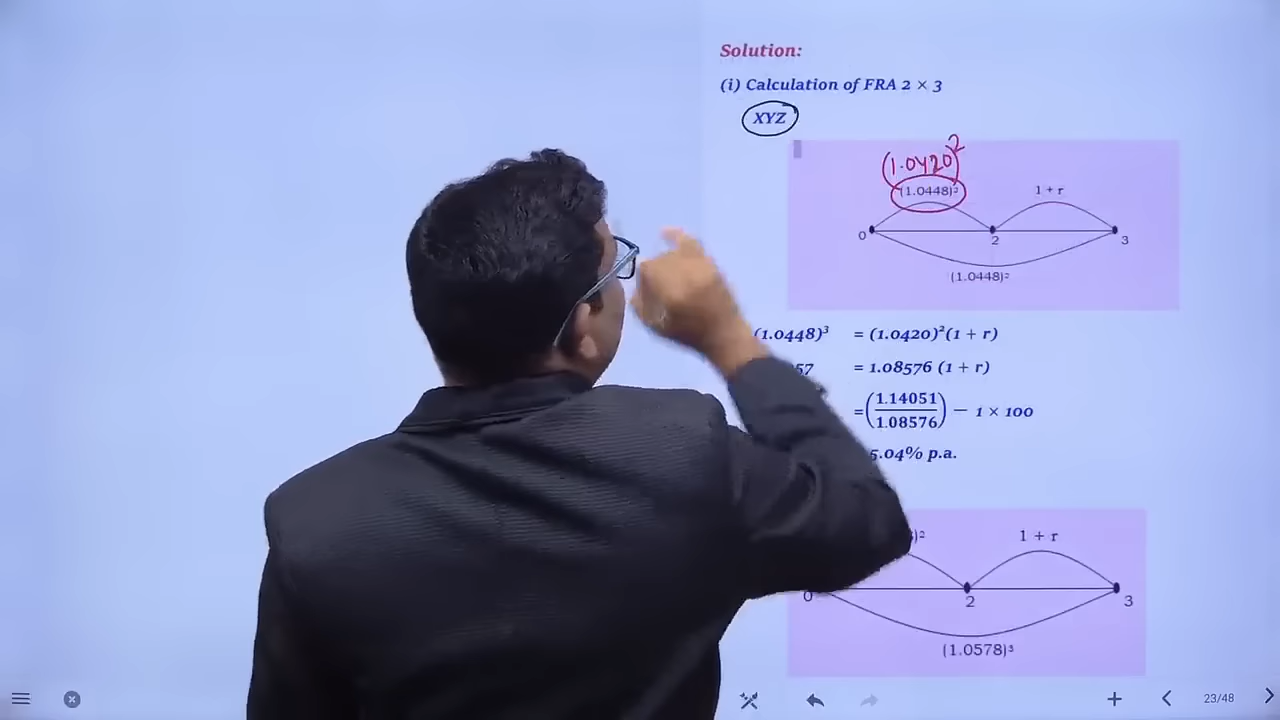 Solution:
(i) Calculation of FRA 2 × 3
XYZ
(1.0420)²
(1.0448)²
1 + r
0
2
3
(1.0448)²
(1.0448)³ = (1.0420)²(1 + r)
57 = 1.08576 (1 + r)
= (1.14051/1.08576) − 1 × 100
5.04% p.a.
)²
1 + r
0
2
3
(1.0578)³
23/48